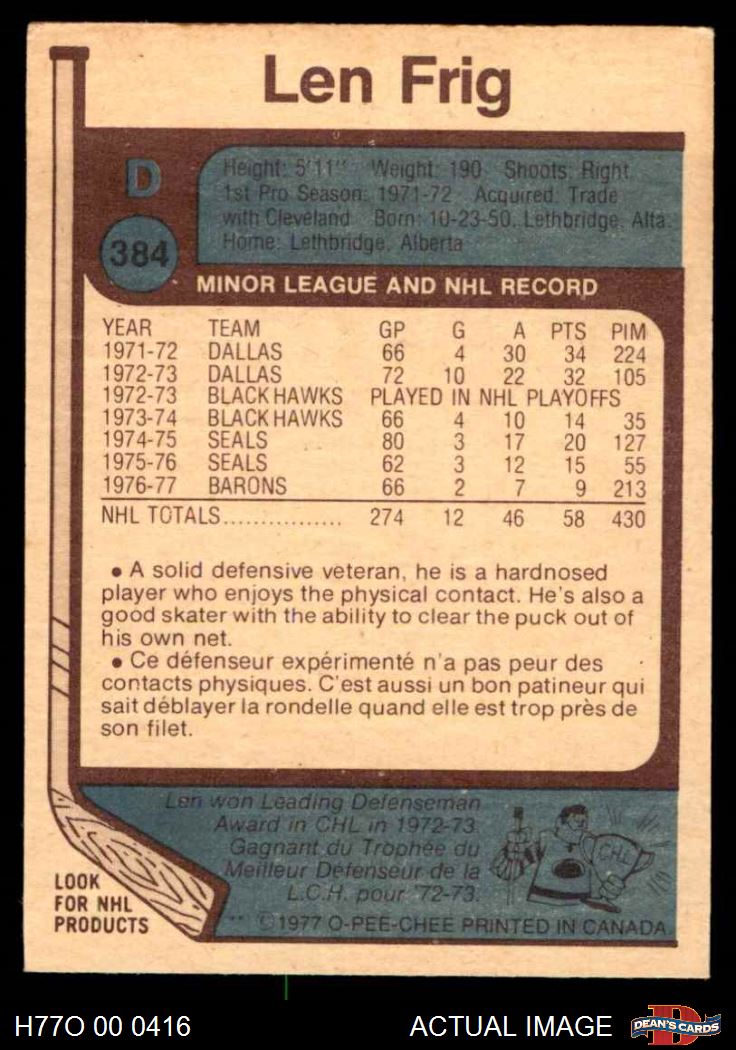 Len Frig
D
384
Height: 5'11" Weight: 190 Shoots: Right
1st Pro Season: 1971-72 Acquired: Trade
with Cleveland Born: 10-23-50, Lethbridge, Alta.
Home: Lethbridge, Alberta
MINOR LEAGUE AND NHL RECORD
YEAR TEAM GP G A PTS PIM
1971-72 DALLAS 66 4 30 34 224
1972-73 DALLAS 72 10 22 32 105
1972-73 BLACK HAWKS PLAYED IN NHL PLAYOFFS
1973-74 BLACK HAWKS 66 4 10 14 35
1974-75 SEALS 80 3 17 20 127
1975-76 SEALS 62 3 12 15 55
1976-77 BARONS 66 2 7 9 213
NHL TOTALS................ 274 12 46 58 430
• A solid defensive veteran, he is a hardnosed
player who enjoys the physical contact. He's also a
good skater with the ability to clear the puck out of
his own net.
• Ce défenseur expérimenté n'a pas peur des
contacts physiques. C'est aussi un bon patineur qui
sait déblayer la rondelle quand elle est trop près de
son filet.
Len won Leading Defenseman
Award in CHL in 1972-73.
Gagnant du Trophée du
Meilleur Défenseur de la
L.C.H. pour '72-73.
CHL
LOOK
FOR NHL
PRODUCTS
** ©1977 O-PEE-CHEE PRINTED IN CANADA
H77O 00 0416 ACTUAL IMAGE
D
DEAN'S CARDS